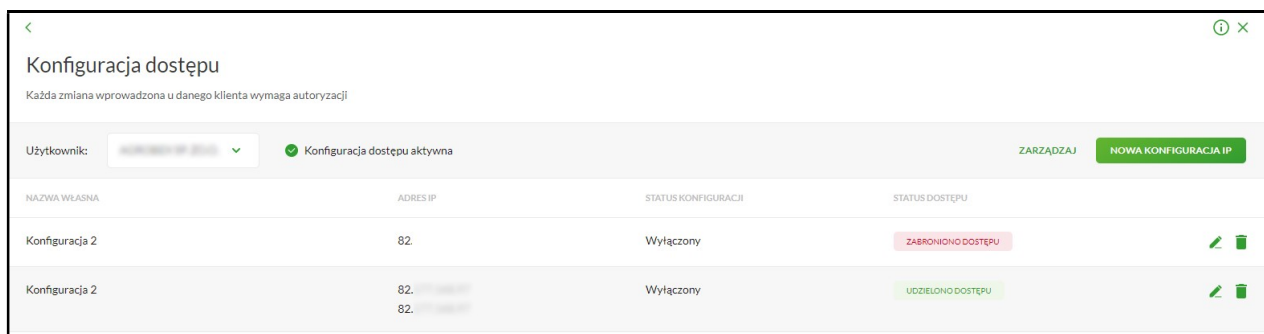 Konfiguracja dostępu
Każda zmiana wprowadzona u danego klienta wymaga autoryzacji
Użytkownik: Konfiguracja dostępu aktywna ZARZĄDZAJ NOWA KONFIGURACJA IP
NAZWA WŁASNA ADRES IP STATUS KONFIGURACJI STATUS DOSTĘPU
Konfiguracja 2 82. Wyłączony ZABRONIONO DOSTĘPU
Konfiguracja 2 82. Wyłączony UDZIELONO DOSTĘPU
82.